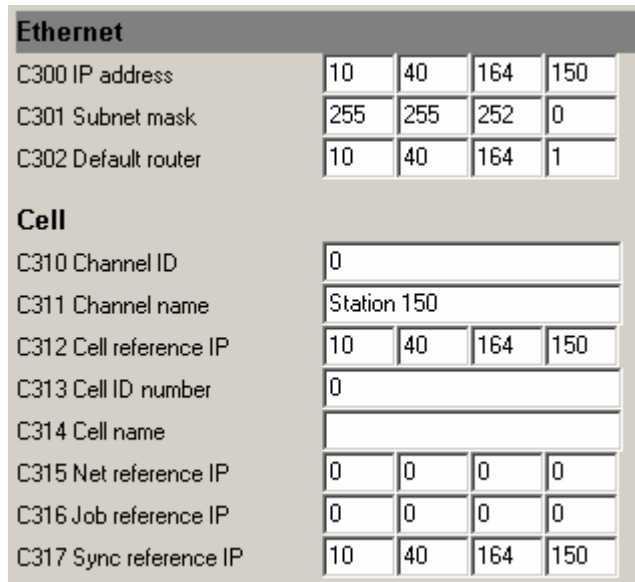 Ethernet
C300 IP address 10 40 164 150
C301 Subnet mask 255 255 252 0
C302 Default router 10 40 164 1
Cell
C310 Channel ID 0
C311 Channel name Station 150
C312 Cell reference IP 10 40 164 150
C313 Cell ID number 0
C314 Cell name
C315 Net reference IP 0 0 0 0
C316 Job reference IP 0 0 0 0
C317 Sync reference IP 10 40 164 150